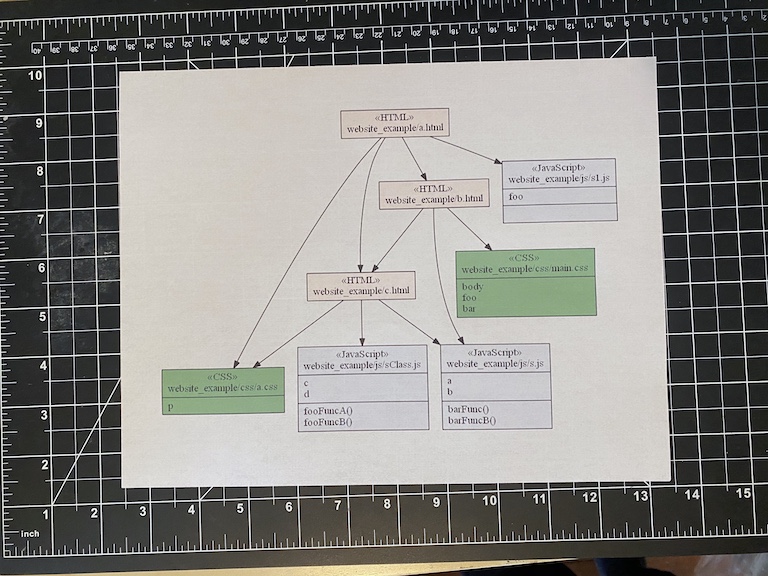 «HTML»
website_example/a.html
«JavaScript»
website_example/js/s1.js
foo
«HTML»
website_example/b.html
«CSS»
website_example/css/main.css
body
foo
bar
«HTML»
website_example/c.html
«CSS»
website_example/css/a.css
p
«JavaScript»
website_example/js/sClass.js
c
d
fooFuncA()
fooFuncB()
«JavaScript»
website_example/js/s.js
a
b
barFunc()
barFuncB()
10
9
8
7
6
5
4
3
2
1
inch
1 2 3 4 5 6 7 8 9 10 11 12 13 14 15